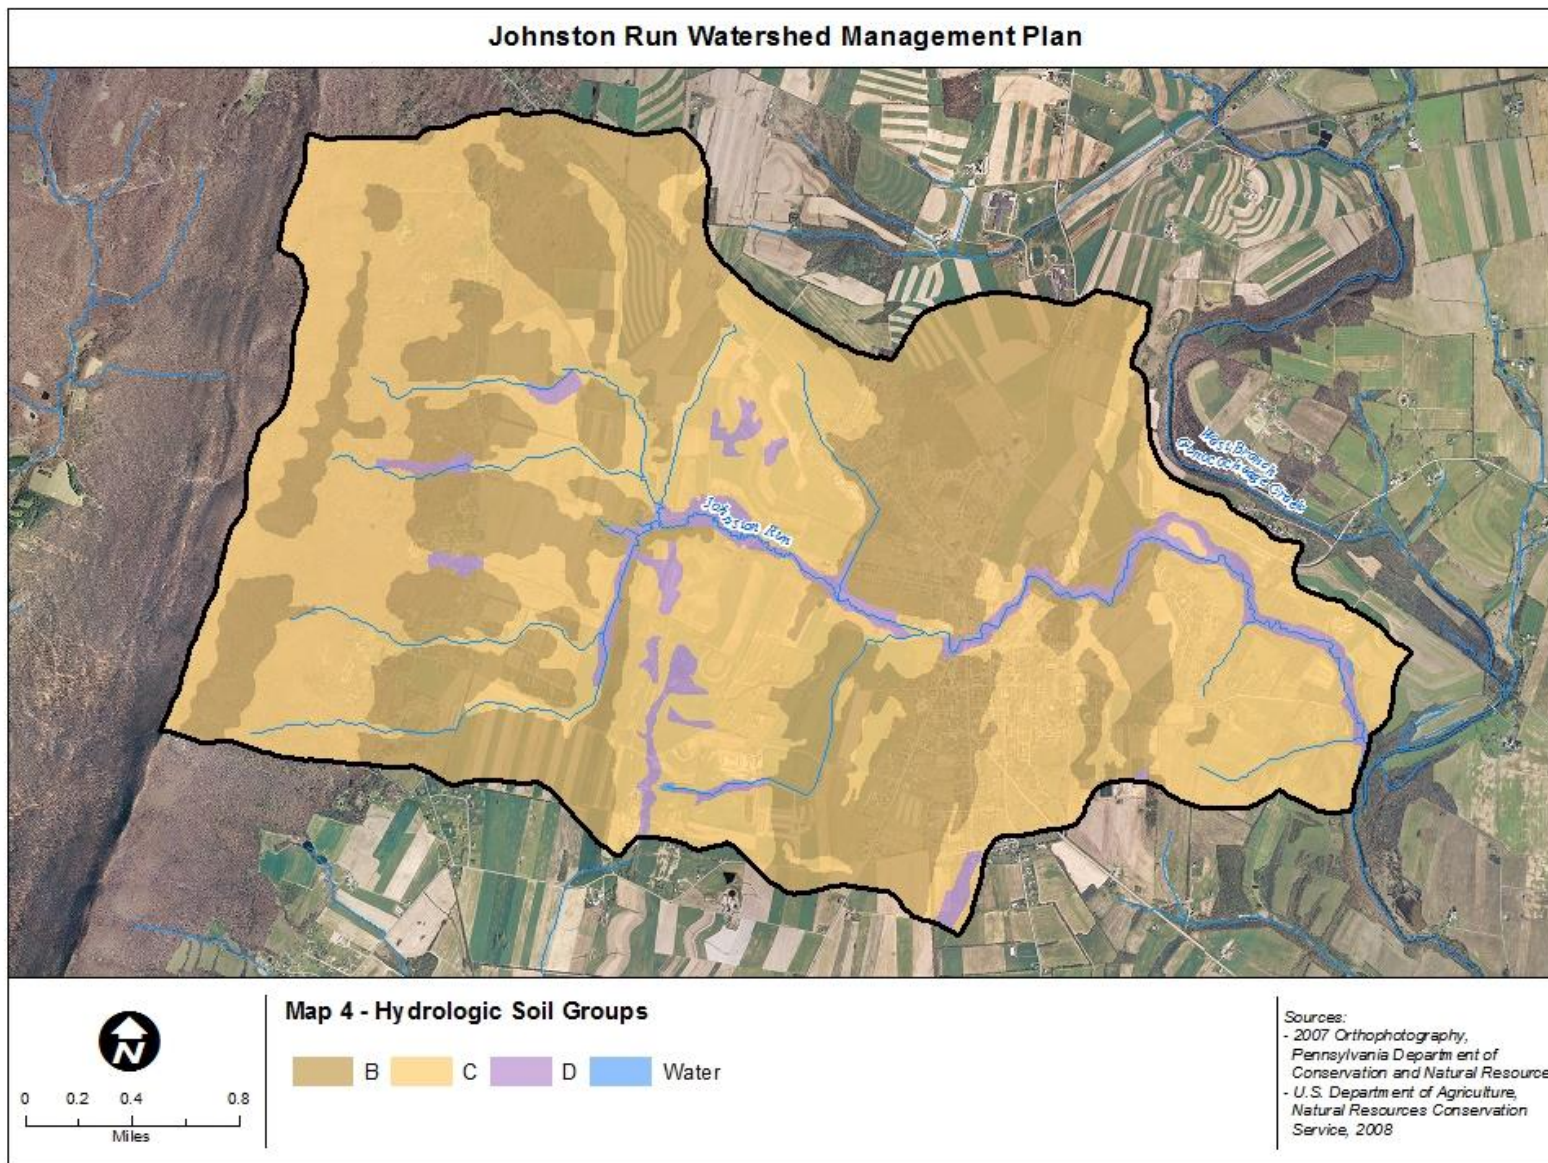 Johnston Run Watershed Management Plan
West Branch
Conococheague Creek
Johnston Run
Map 4 - Hydrologic Soil Groups
B
C
D
Water
N
0
0.2
0.4
0.8
Miles
Sources:
- 2007 Orthophotography,
Pennsylvania Department of
Conservation and Natural Resource
- U.S. Department of Agriculture,
Natural Resources Conservation
Service, 2008